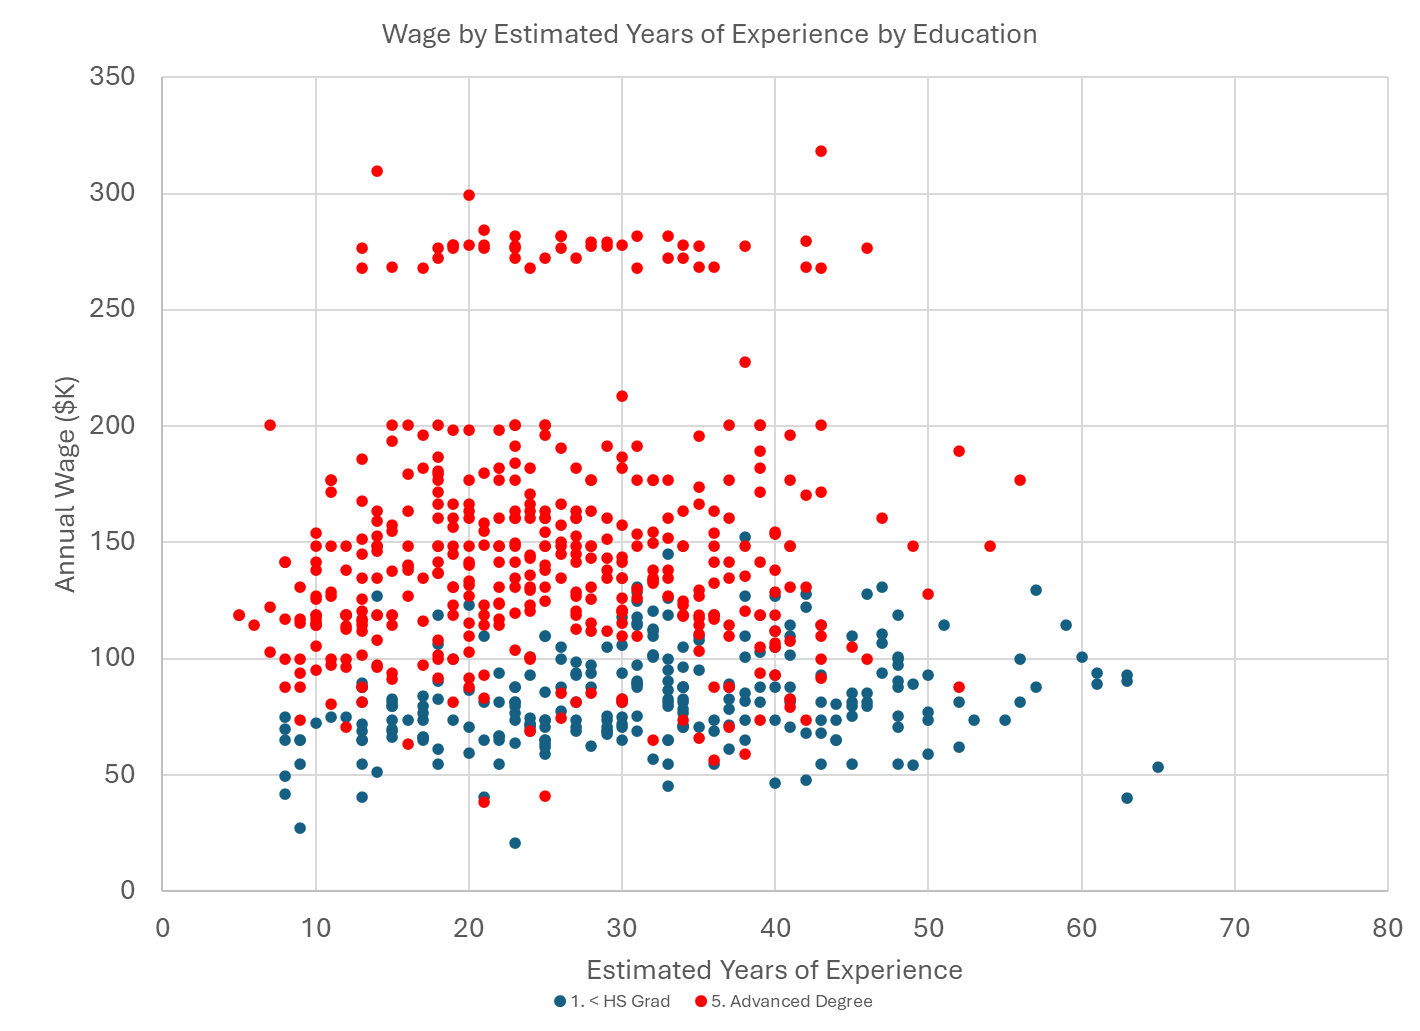 Wage by Estimated Years of Experience by Education
350
300
250
200
150
100
50
0
Annual Wage ($K)
0 10 20 30 40 50 60 70 80
Estimated Years of Experience
1. < HS Grad 5. Advanced Degree